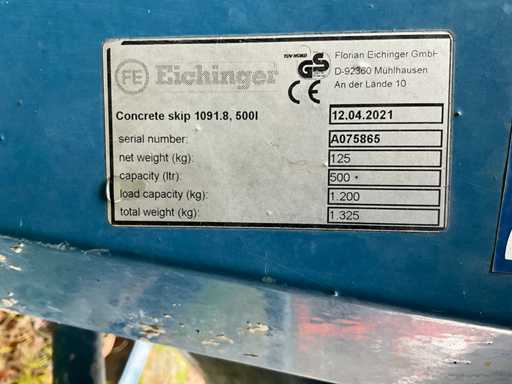 FE Eichinger
TÜV NORD
GS
CE
Florian Eichinger GmbH
D-92360 Mühlhausen
An der Lände 10
Concrete skip 1091.8, 500l 12.04.2021
serial number: A075865
net weight (kg): 125
capacity (ltr): 500
load capacity (kg): 1.200
total weight (kg): 1.325